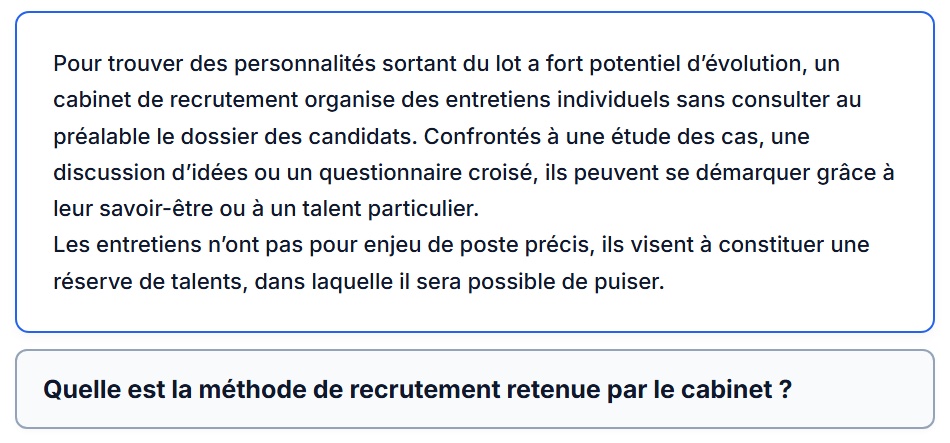 Pour trouver des personnalités sortant du lot a fort potentiel d’évolution, un
cabinet de recrutement organise des entretiens individuels sans consulter au
préalable le dossier des candidats. Confrontés à une étude des cas, une
discussion d’idées ou un questionnaire croisé, ils peuvent se démarquer grâce à
leur savoir-être ou à un talent particulier.
Les entretiens n’ont pas pour enjeu de poste précis, ils visent à constituer une
réserve de talents, dans laquelle il sera possible de puiser.
Quelle est la méthode de recrutement retenue par le cabinet ?